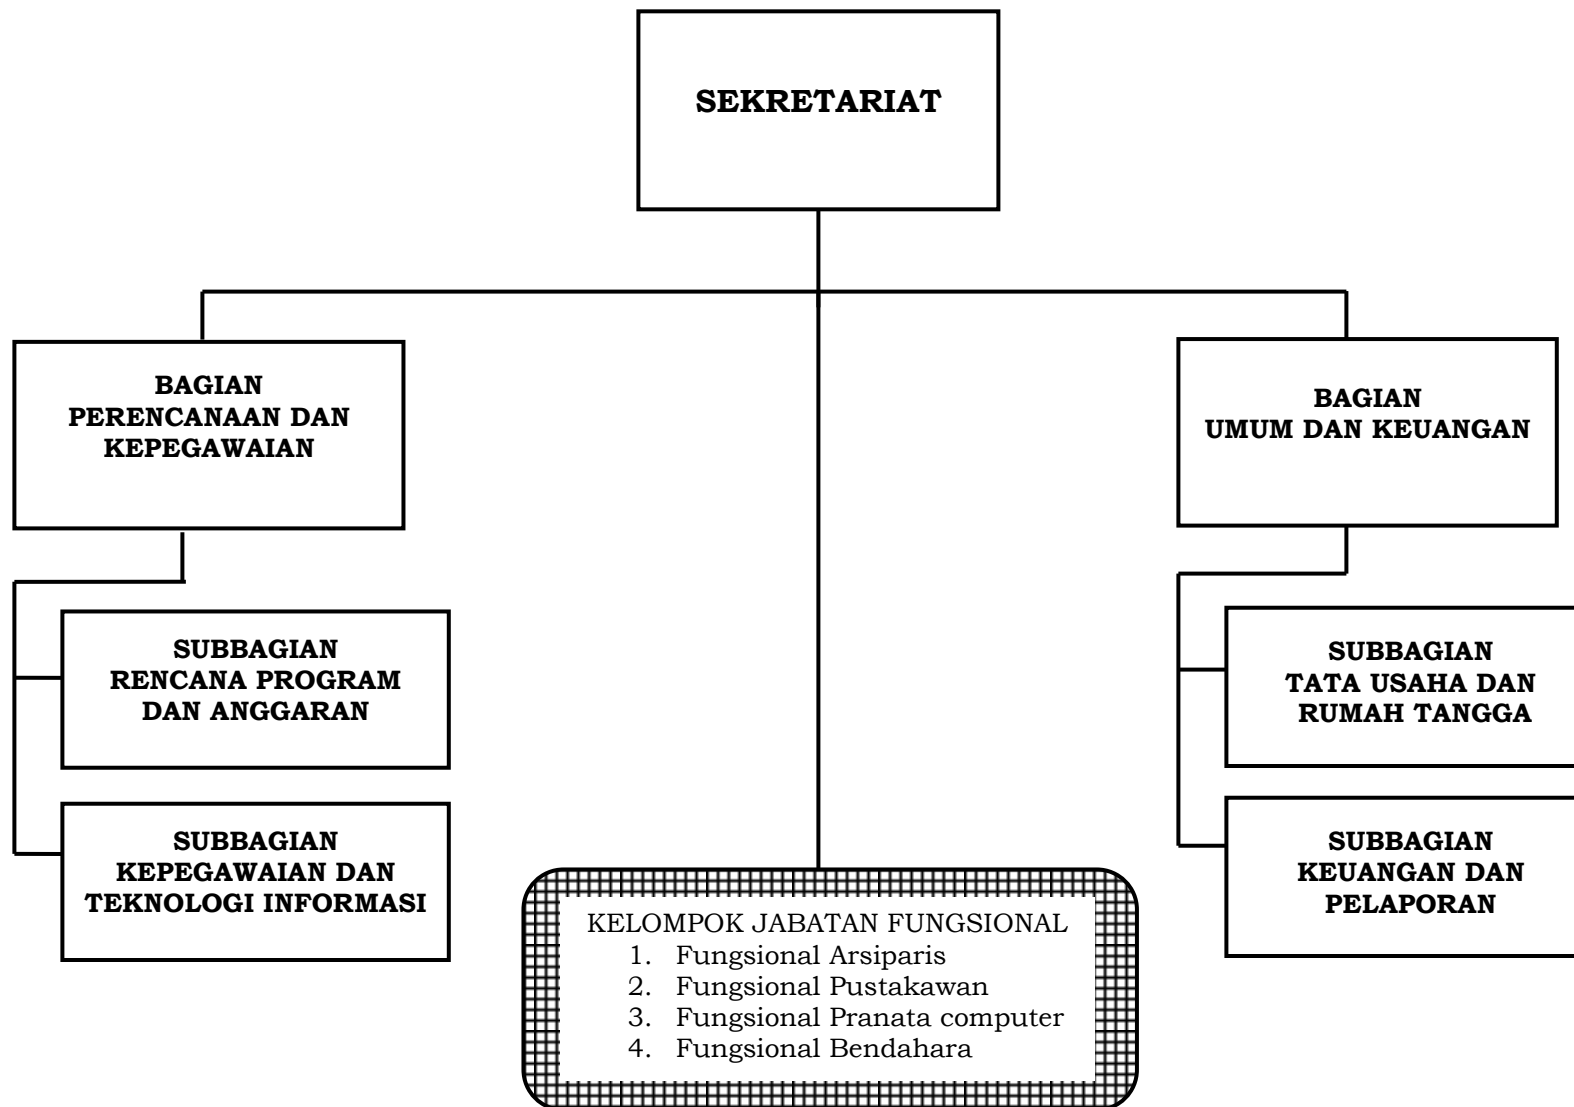 SEKRETARIAT
BAGIAN
PERENCANAAN DAN
KEPEGAWAIAN
BAGIAN
UMUM DAN KEUANGAN
SUBBAGIAN
RENCANA PROGRAM
DAN ANGGARAN
SUBBAGIAN
TATA USAHA DAN
RUMAH TANGGA
SUBBAGIAN
KEPEGAWAIAN DAN
TEKNOLOGI INFORMASI
SUBBAGIAN
KEUANGAN DAN
PELAPORAN
KELOMPOK JABATAN FUNGSIONAL
1. Fungsional Arsiparis
2. Fungsional Pustakawan
3. Fungsional Pranata computer
4. Fungsional Bendahara